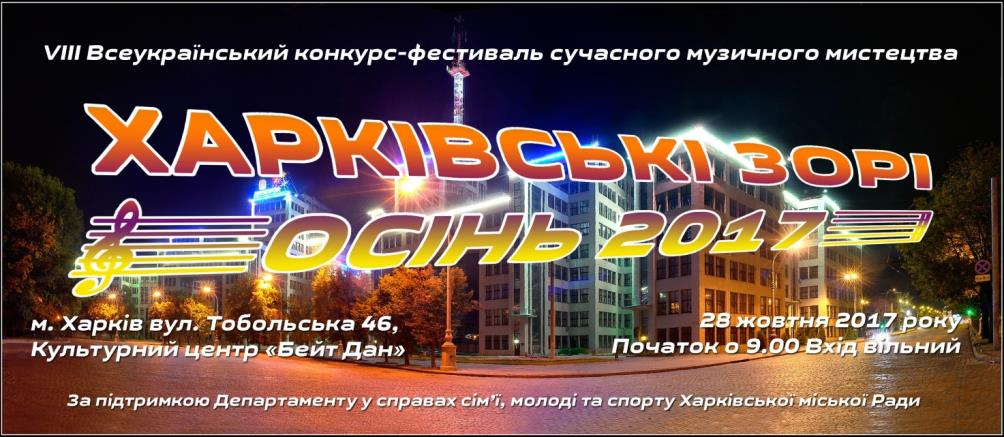 VIII Всеукраїнський конкурс-фестиваль сучасного музичного мистецтва
ХАРКІВСЬКІ ЗОРІ
ОСІНЬ 2017
м. Харків вул. Тобольська 46,
Культурний центр «Бейт Дан»
28 жовтня 2017 року
Початок о 9.00 Вхід вільний
За підтримкою Департаменту у справах сім’ї, молоді та спорту Харківської міської Ради